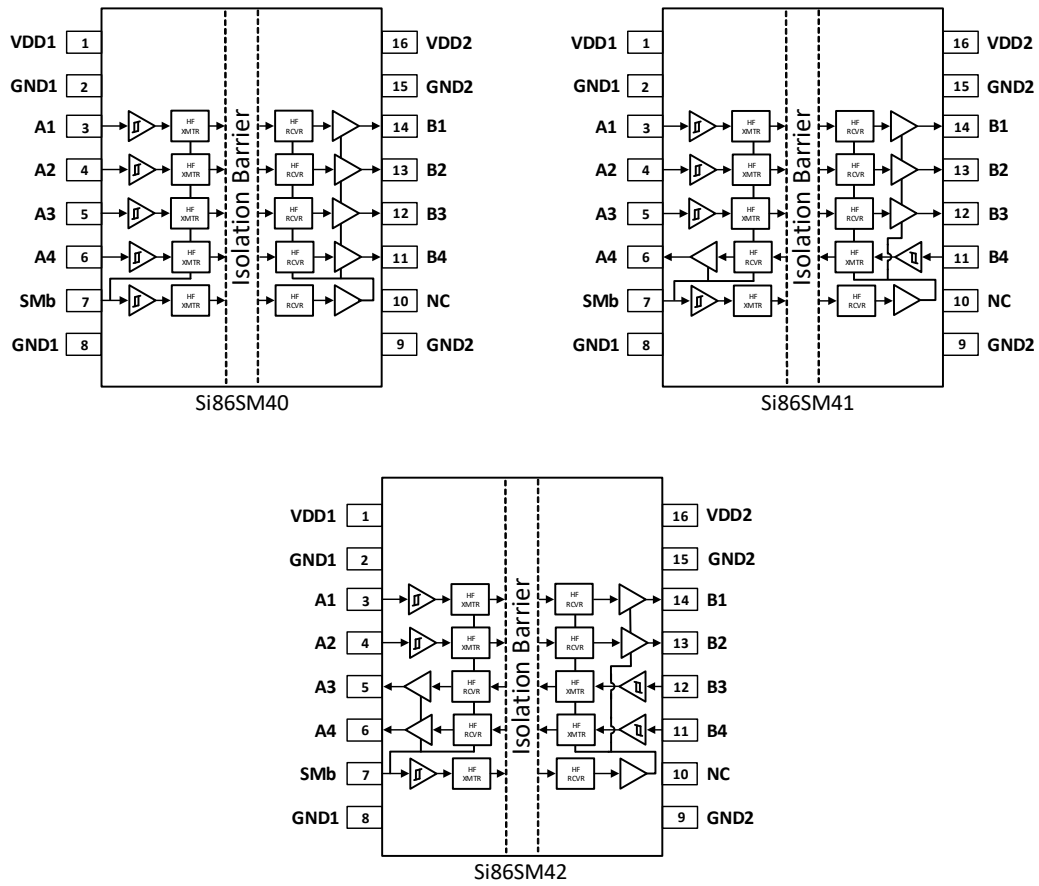 VDD1 1 16 VDD2
GND1 2 15 GND2
A1 3 HF XMTR HF RCVR 14 B1
A2 4 HF XMTR HF RCVR 13 B2
A3 5 HF XMTR HF RCVR 12 B3
A4 6 HF XMTR HF RCVR 11 B4
SMb 7 HF XMTR HF RCVR 10 NC
GND1 8 9 GND2
Isolation Barrier
Si86SM40
VDD1 1 16 VDD2
GND1 2 15 GND2
A1 3 HF XMTR HF RCVR 14 B1
A2 4 HF XMTR HF RCVR 13 B2
A3 5 HF XMTR HF RCVR 12 B3
A4 6 HF RCVR HF XMTR 11 B4
SMb 7 HF XMTR HF RCVR 10 NC
GND1 8 9 GND2
Isolation Barrier
Si86SM41
VDD1 1 16 VDD2
GND1 2 15 GND2
A1 3 HF XMTR HF RCVR 14 B1
A2 4 HF XMTR HF RCVR 13 B2
A3 5 HF RCVR HF XMTR 12 B3
A4 6 HF RCVR HF XMTR 11 B4
SMb 7 HF XMTR HF RCVR 10 NC
GND1 8 9 GND2
Isolation Barrier
Si86SM42